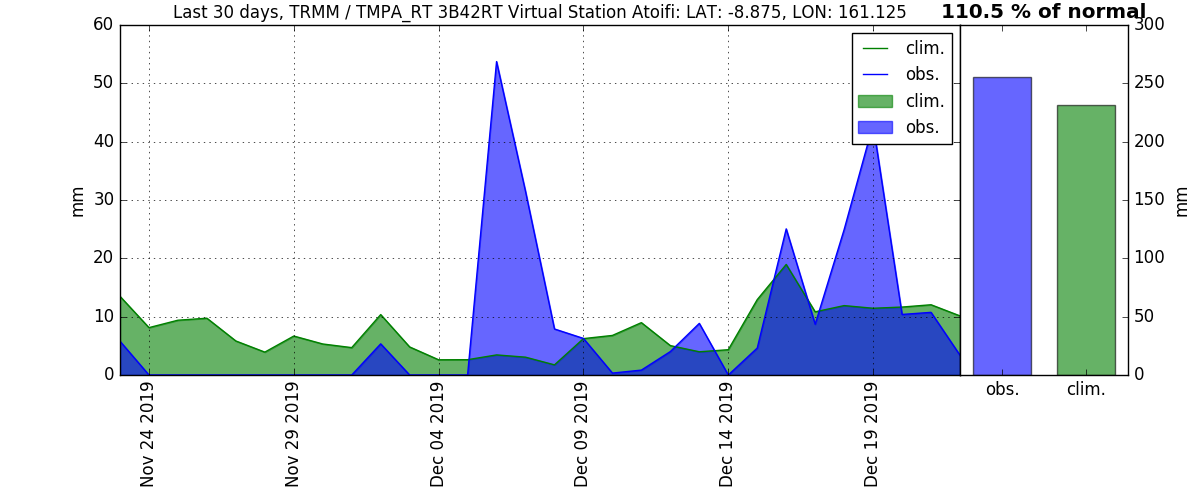 Last 30 days, TRMM / TMPA_RT 3B42RT Virtual Station Atoifi: LAT: -8.875, LON: 161.125
110.5 % of normal
60
50
40
30
20
10
0
mm
clim.
obs.
clim.
obs.
300
250
200
150
100
50
0
mm
obs.
clim.
Nov 24 2019
Nov 29 2019
Dec 04 2019
Dec 09 2019
Dec 14 2019
Dec 19 2019